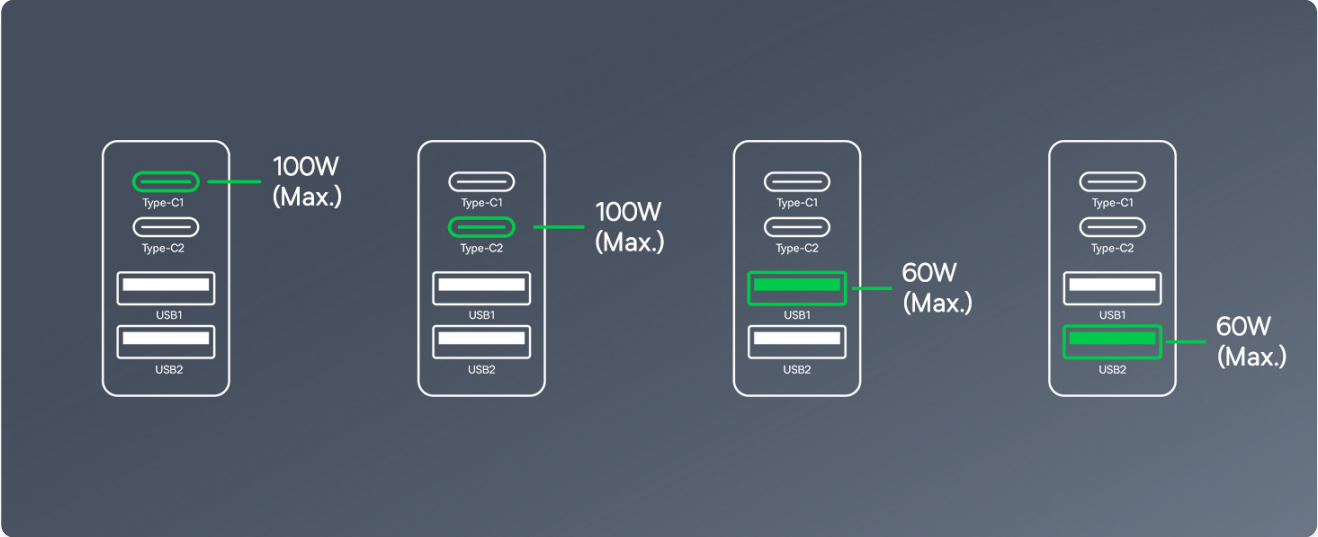 100W
(Max.)
Type-C1
Type-C2
USB1
USB2
Type-C1
100W
(Max.)
Type-C2
USB1
USB2
Type-C1
Type-C2
60W
(Max.)
USB1
USB2
Type-C1
Type-C2
USB1
60W
(Max.)
USB2